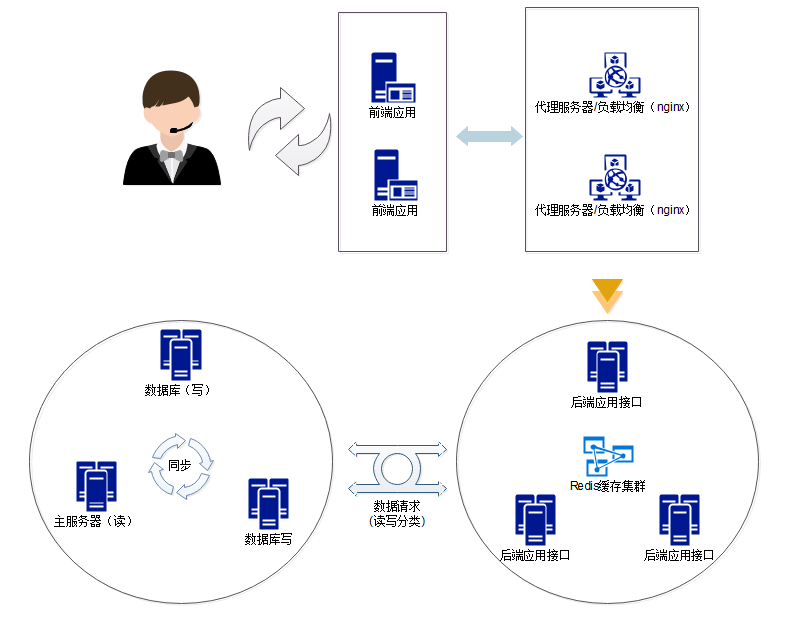 前端应用
前端应用
代理服务器/负载均衡（nginx）
代理服务器/负载均衡（nginx）
数据库（写）
同步
主服务器（读）
数据库写
数据请求
(读写分类）
后端应用接口
Redis缓存集群
后端应用接口
后端应用接口